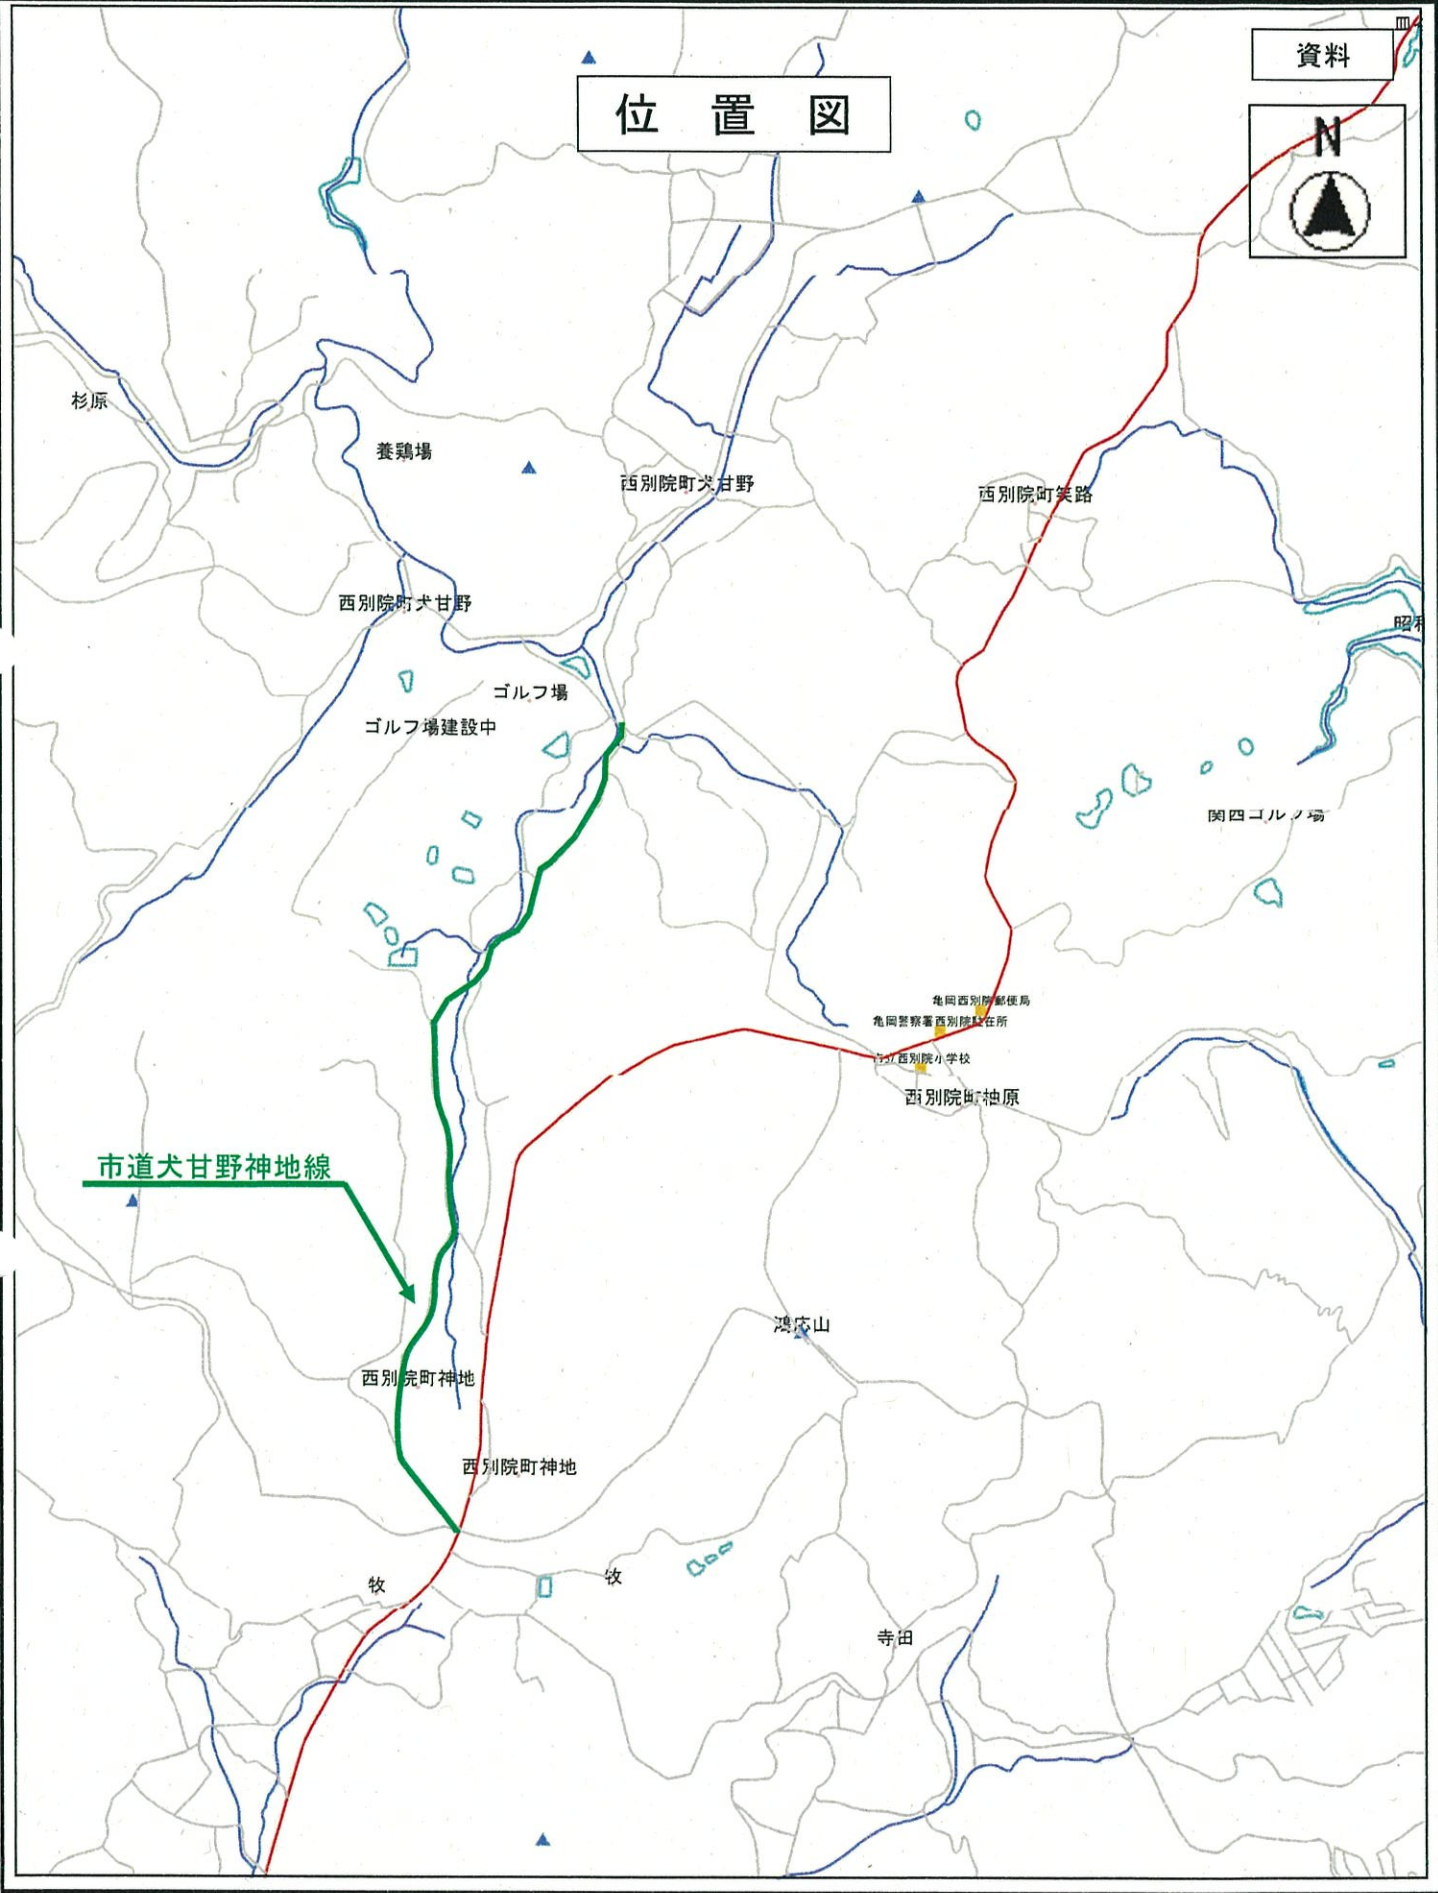 資料
位 置 図
N
杉原
養鶏場
西別院町犬甘野
西別院町笑路
西別院町犬甘野
ゴルフ場
ゴルフ場建設中
関西ゴルフ場
亀岡西別院郵便局
亀岡警察署西別院駐在所
西別院小学校
西別院町柚原
市道犬甘野神地線
鴻応山
西別院町神地
西別院町神地
牧
牧
寺田